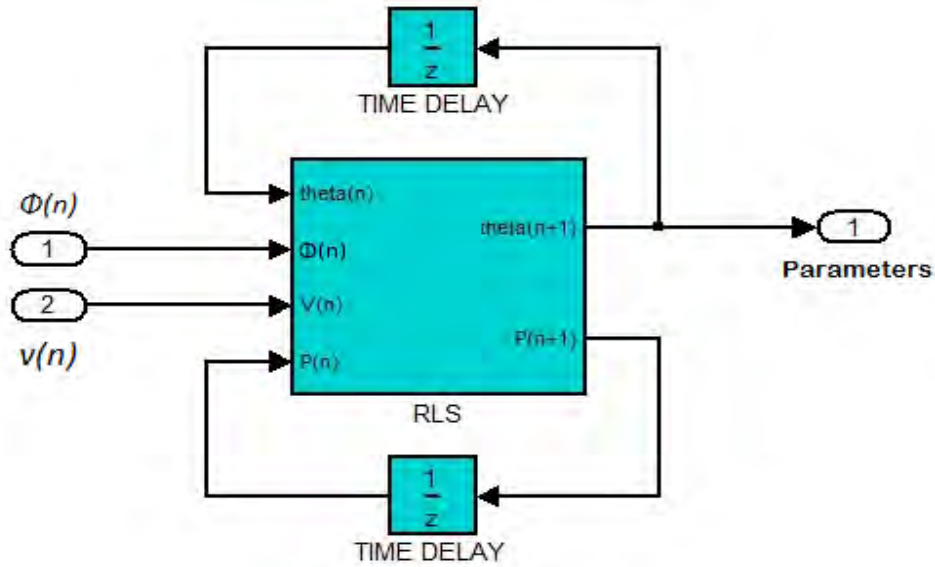 1
z
TIME DELAY
Φ(n)
1
2
v(n)
theta(n)
Φ(n)
V(n)
P(n)
theta(n+1)
P(n+1)
RLS
1
Parameters
1
z
TIME DELAY